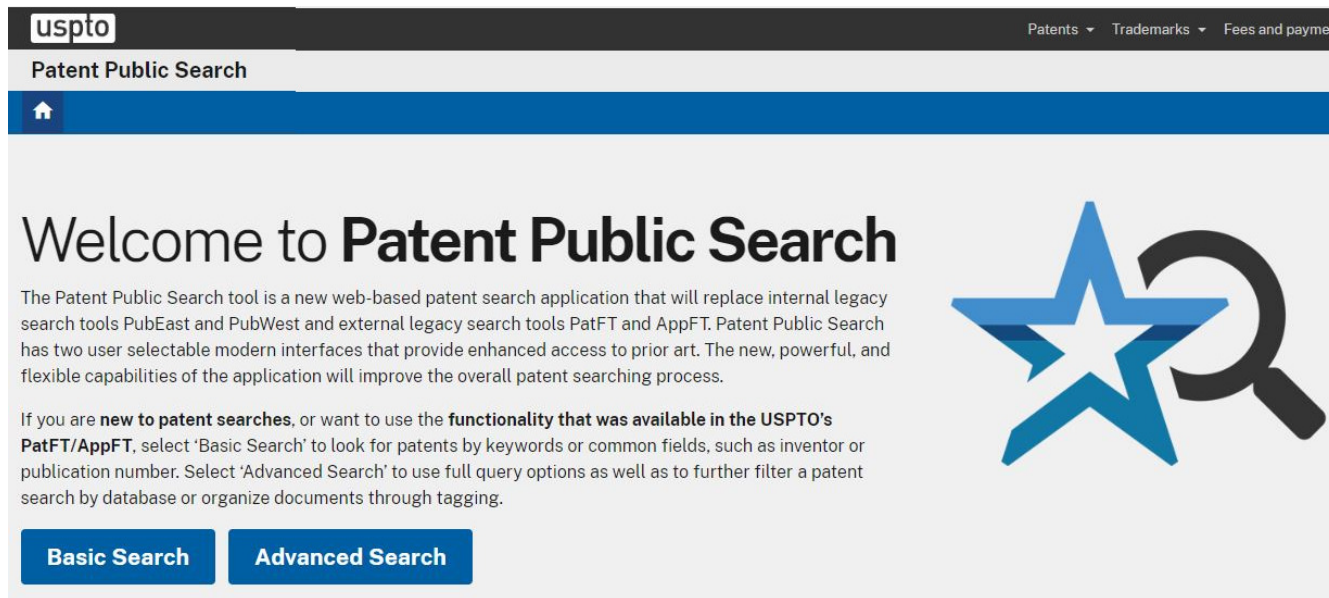 uspto
Patents Trademarks Fees and payme
Patent Public Search
Welcome to Patent Public Search
The Patent Public Search tool is a new web-based patent search application that will replace internal legacy
search tools PubEast and PubWest and external legacy search tools PatFT and AppFT. Patent Public Search
has two user selectable modern interfaces that provide enhanced access to prior art. The new, powerful, and
flexible capabilities of the application will improve the overall patent searching process.
If you are new to patent searches, or want to use the functionality that was available in the USPTO's
PatFT/AppFT, select ‘Basic Search’ to look for patents by keywords or common fields, such as inventor or
publication number. Select ‘Advanced Search’ to use full query options as well as to further filter a patent
search by database or organize documents through tagging.
Basic Search Advanced Search